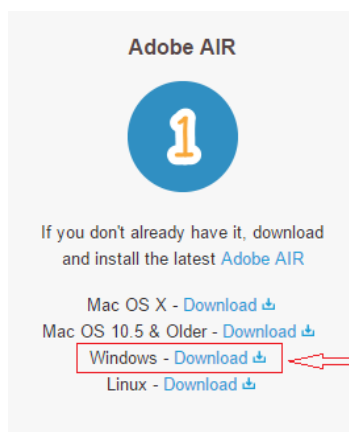 Adobe AIR
1
If you don't already have it, download
and install the latest Adobe AIR
Mac OS X - Download
Mac OS 10.5 & Older - Download
Windows - Download
Linux - Download